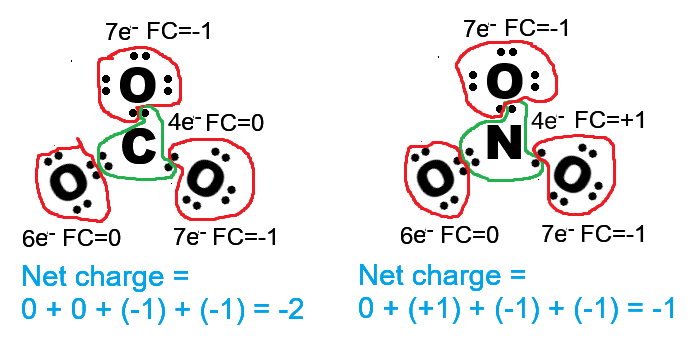 7e⁻ FC=-1
O
4e⁻ FC=0
C
O
O
6e⁻ FC=0
7e⁻ FC=-1
Net charge =
0 + 0 + (-1) + (-1) = -2
7e⁻ FC=-1
O
4e⁻ FC=+1
N
O
O
6e⁻ FC=0
7e⁻ FC=-1
Net charge =
0 + (+1) + (-1) + (-1) = -1